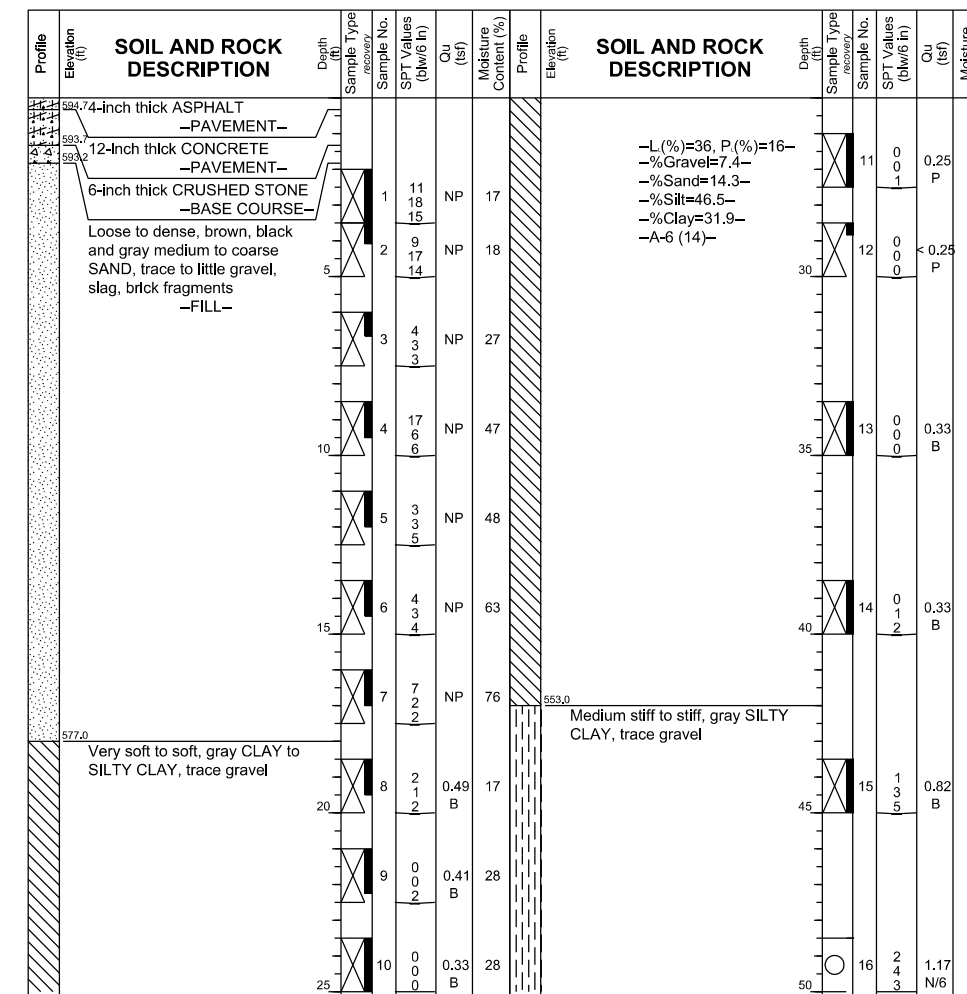 Profile
Elevation
(ft)
SOIL AND ROCK
DESCRIPTION
Depth
(ft)
Sample Type
recovery
Sample No.
SPT Values
(blw/6 in)
Qu
(tsf)
Moisture
Content (%)
594.7
4-inch thick ASPHALT
--PAVEMENT--
593.7
12-inch thick CONCRETE
--PAVEMENT--
593.2
6-inch thick CRUSHED STONE
--BASE COURSE--
Loose to dense, brown, black
and gray medium to coarse
SAND, trace to little gravel,
slag, brick fragments
--FILL--
1
11
18
15
NP
17
5
2
9
17
14
NP
18
3
4
3
3
NP
27
10
4
17
6
6
NP
47
5
3
3
5
NP
48
15
6
4
3
4
NP
63
7
7
2
2
NP
76
577.0
Very soft to soft, gray CLAY to
SILTY CLAY, trace gravel
20
8
2
1
2
0.49
B
17
9
0
0
2
0.41
B
28
25
10
0
0
0
0.33
B
28
Profile
Elevation
(ft)
SOIL AND ROCK
DESCRIPTION
Depth
(ft)
Sample Type
recovery
Sample No.
SPT Values
(blw/6 in)
Qu
(tsf)
Moisture
--L (%)=36, P (%)=16--
--%Gravel=7.4--
--%Sand=14.3--
--%Silt=46.5--
--%Clay=31.9--
--A-6 (14)--
11
0
0
1
0.25
P
30
12
0
0
0
< 0.25
P
35
13
0
0
0
0.33
B
40
14
0
1
2
0.33
B
553.0
Medium stiff to stiff, gray SILTY
CLAY, trace gravel
45
15
1
3
5
0.82
B
50
16
2
4
3
1.17
N/6